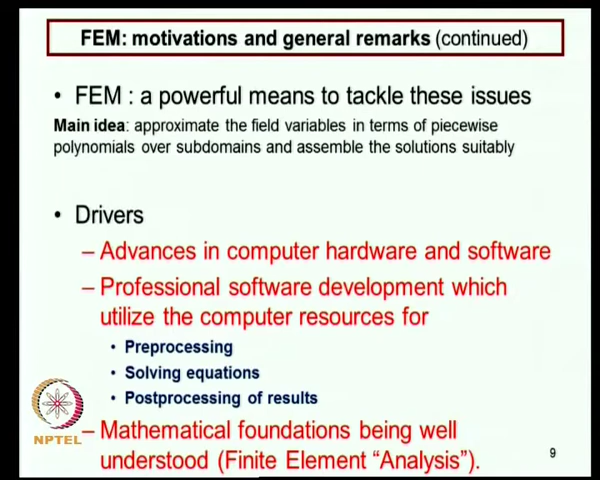 FEM: motivations and general remarks (continued)
• FEM : a powerful means to tackle these issues
Main idea: approximate the field variables in terms of piecewise
polynomials over subdomains and assemble the solutions suitably
• Drivers
– Advances in computer hardware and software
– Professional software development which
utilize the computer resources for
• Preprocessing
• Solving equations
• Postprocessing of results
– Mathematical foundations being well
understood (Finite Element “Analysis”).
NPTEL
9